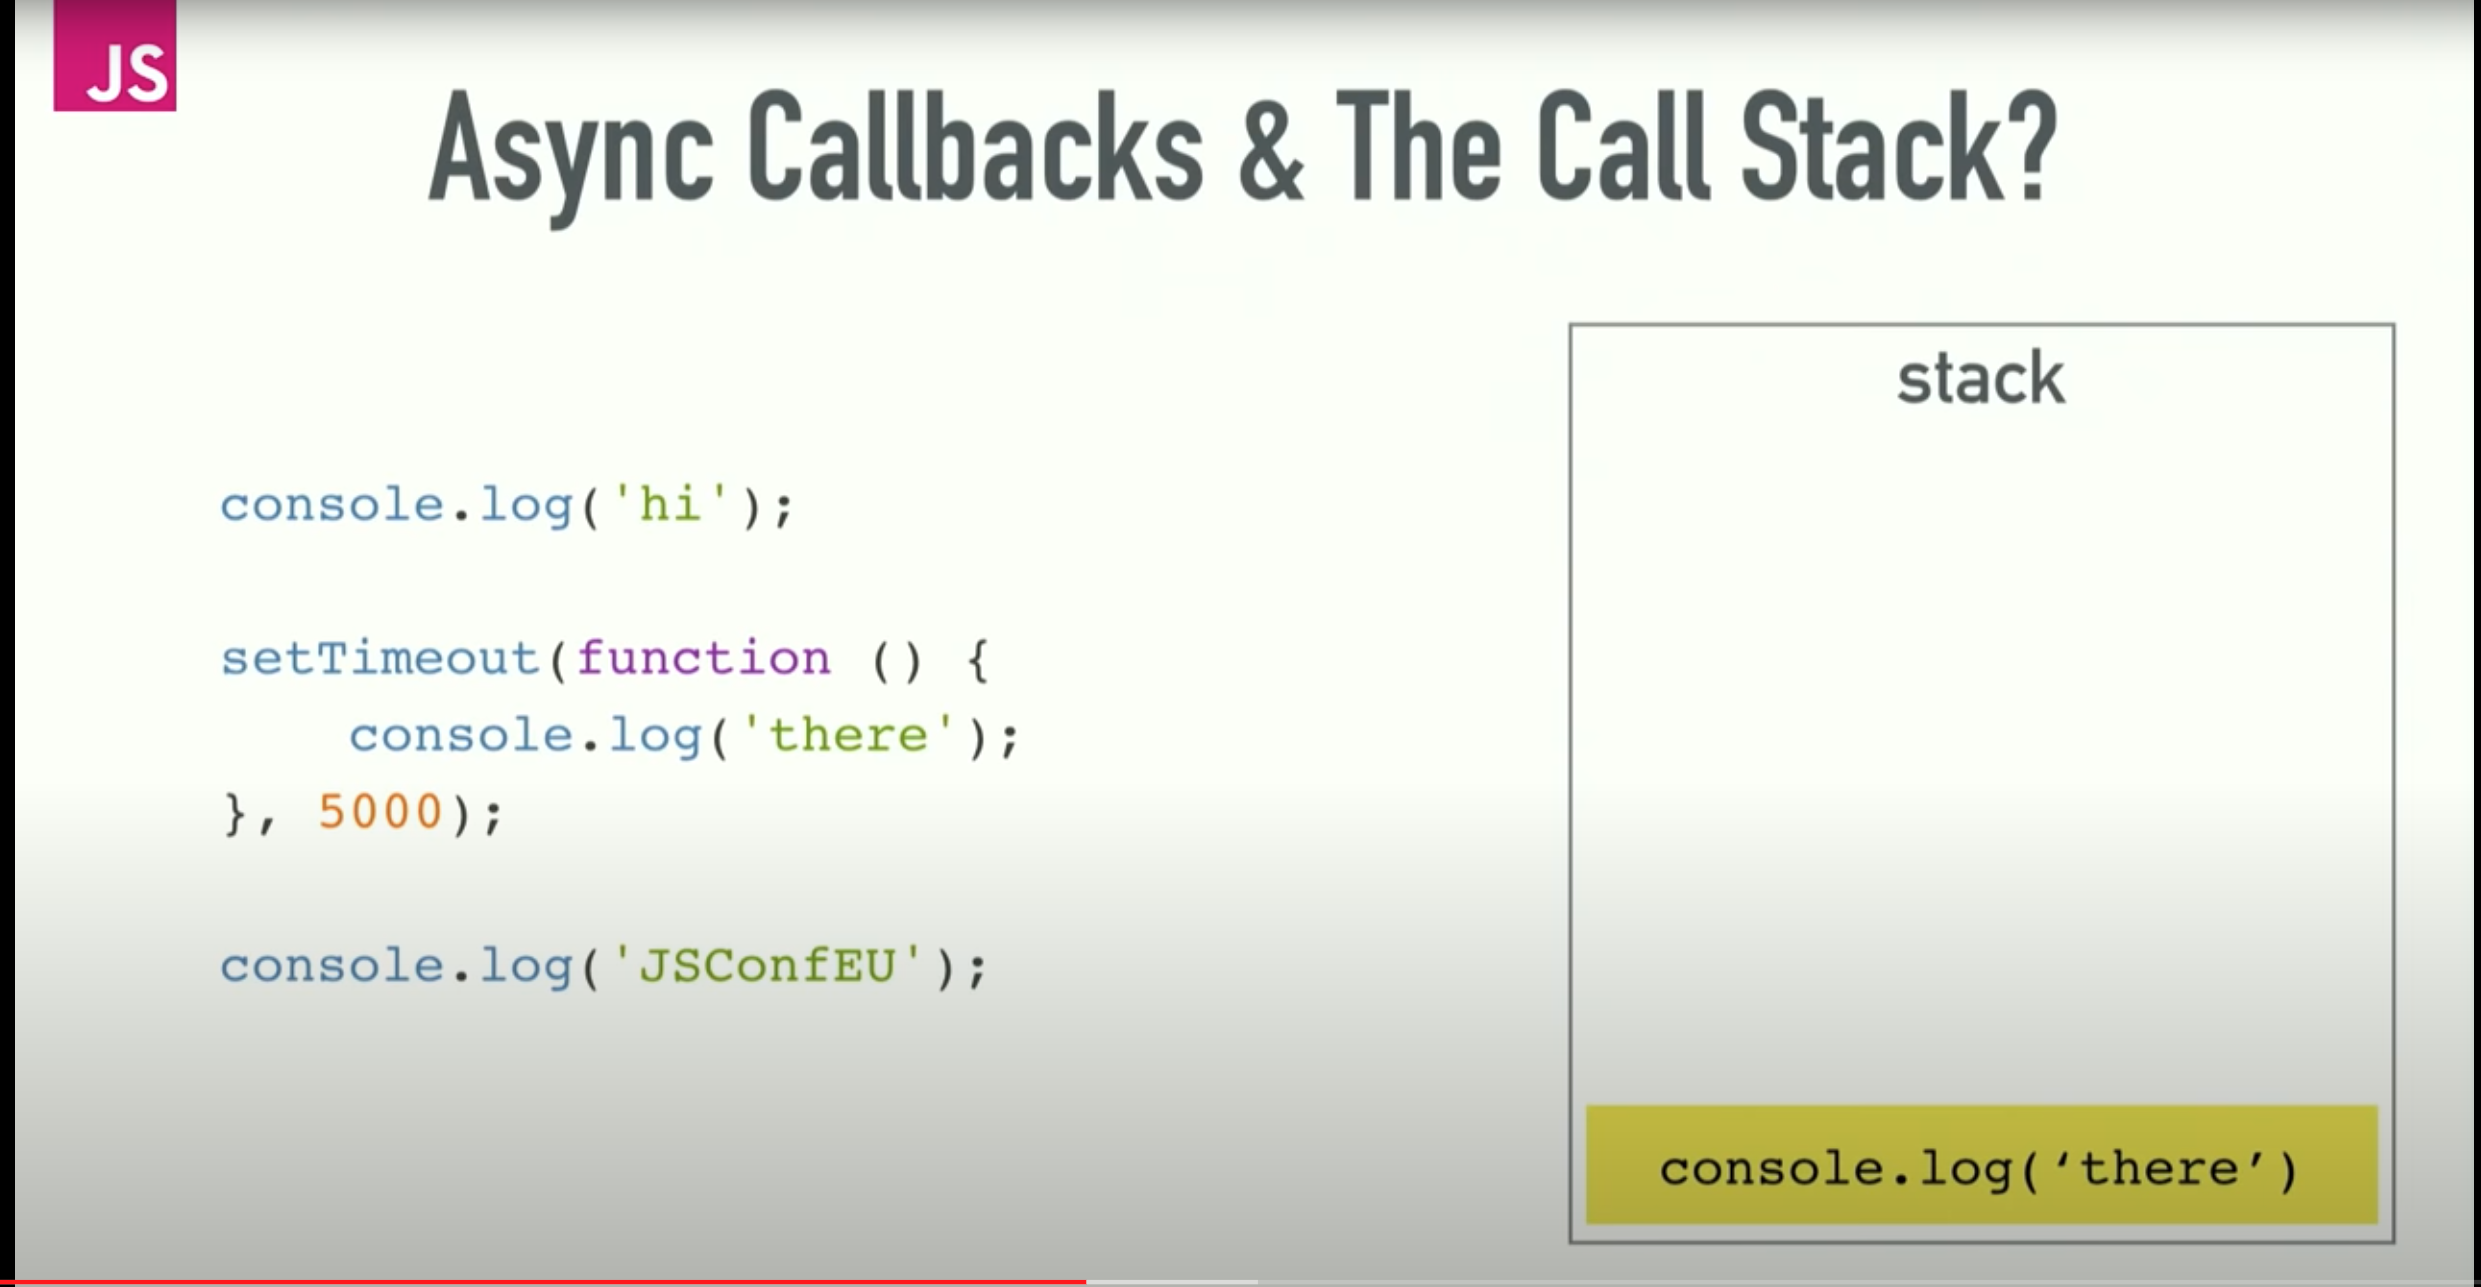 JS
Async Callbacks & The Call Stack?
stack
console.log('hi');
setTimeout(function () {
    console.log('there');
}, 5000);
console.log('JSConfEU');
console.log(‘there’)